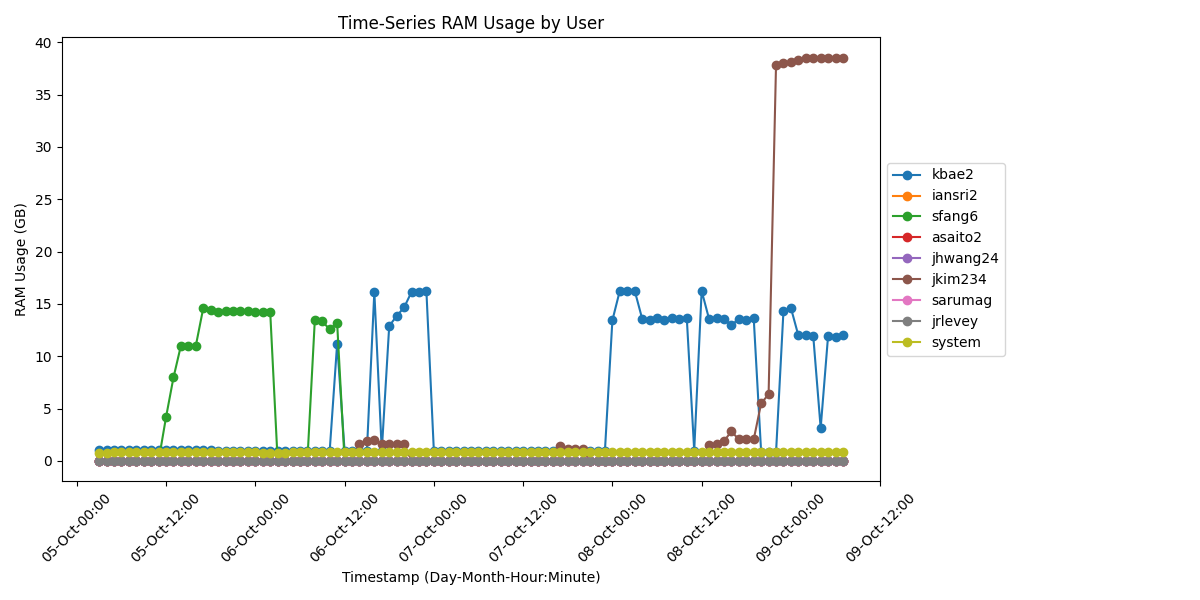 Time-Series RAM Usage by User
RAM Usage (GB)
40
35
30
25
20
15
10
5
0
05-Oct-00:00
05-Oct-12:00
06-Oct-00:00
06-Oct-12:00
07-Oct-00:00
07-Oct-12:00
08-Oct-00:00
08-Oct-12:00
09-Oct-00:00
09-Oct-12:00
Timestamp (Day-Month-Hour:Minute)
kbae2
iansri2
sfang6
asaito2
jhwang24
jkim234
sarumag
jrlevey
system